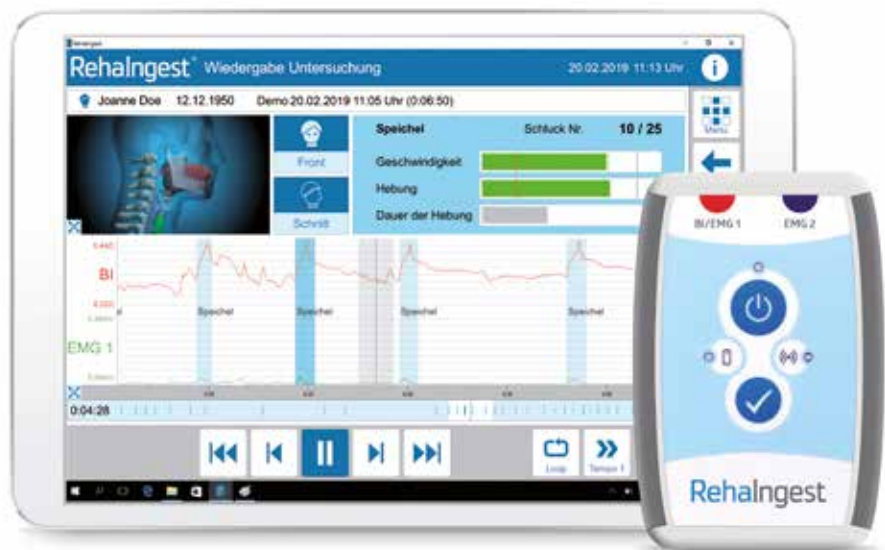 RehaIngest
RehaIngest® Wiedergabe Untersuchung 20.02.2019 11:13 Uhr
Joanne Doe 12.12.1950 Demo 20.02.2019 11:05 Uhr (0:06:50)
Menü
Front
Schnitt
Speichel Schluck Nr. 10 / 25
Geschwindigkeit
Hebung
Dauer der Hebung
BI
Speichel Speichel Speichel Speichel
EMG 1
0:04:28
Loop Tempo 1
BI/EMG 1 EMG 2
RehaIngest